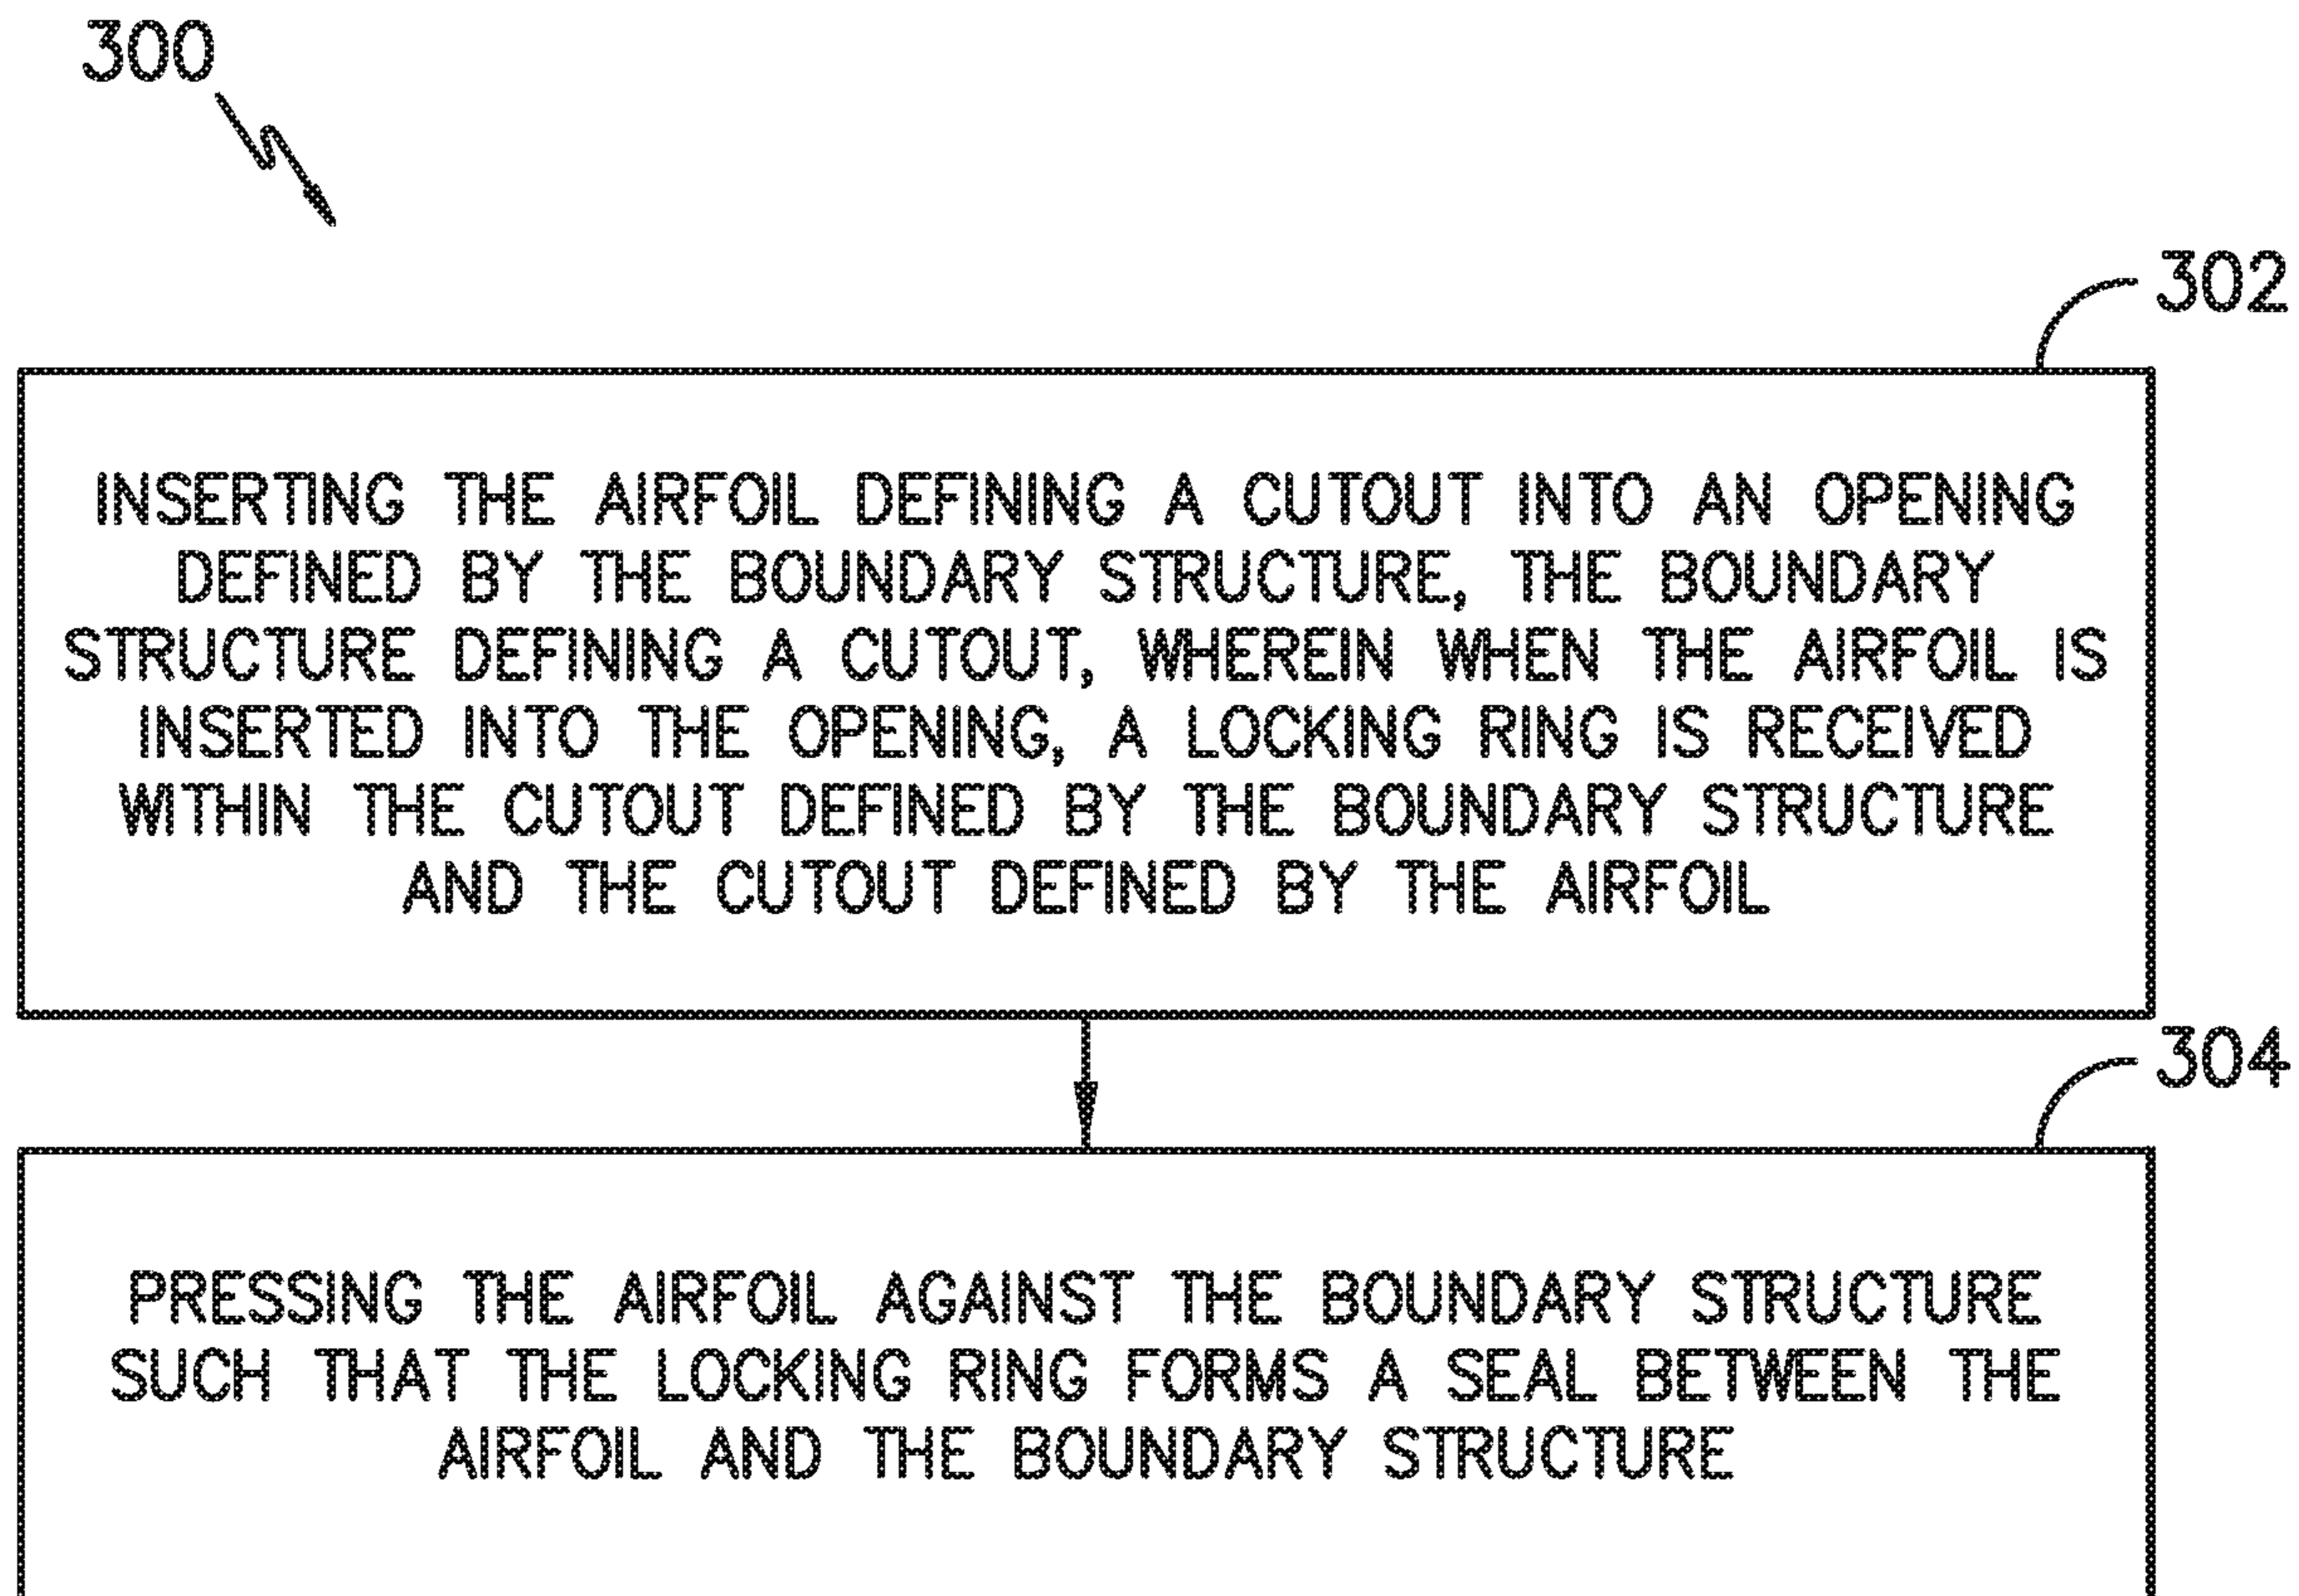 300
302
INSERTING THE AIRFOIL DEFINING A CUTOUT INTO AN OPENING
DEFINED BY THE BOUNDARY STRUCTURE, THE BOUNDARY
STRUCTURE DEFINING A CUTOUT, WHEREIN WHEN THE AIRFOIL IS
INSERTED INTO THE OPENING, A LOCKING RING IS RECEIVED
WITHIN THE CUTOUT DEFINED BY THE BOUNDARY STRUCTURE
AND THE CUTOUT DEFINED BY THE AIRFOIL
304
PRESSING THE AIRFOIL AGAINST THE BOUNDARY STRUCTURE
SUCH THAT THE LOCKING RING FORMS A SEAL BETWEEN THE
AIRFOIL AND THE BOUNDARY STRUCTURE